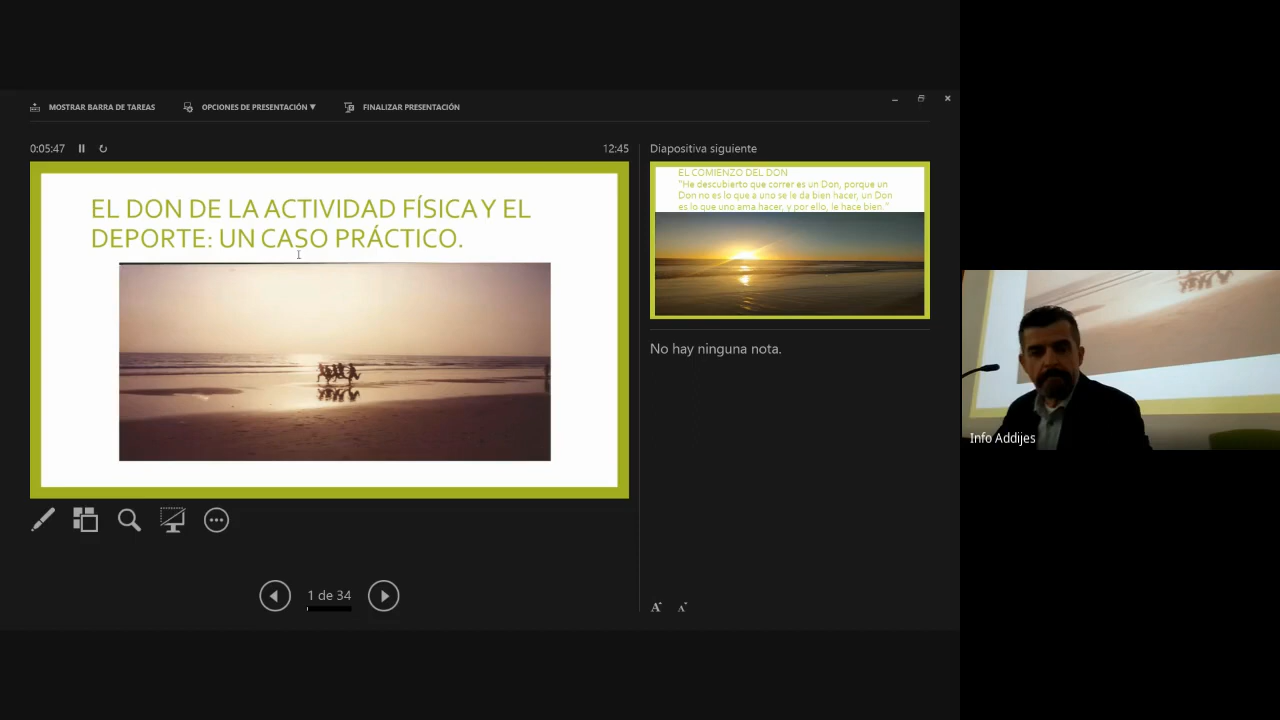 MOSTRAR BARRA DE TAREAS
OPCIONES DE PRESENTACIÓN ▼
FINALIZAR PRESENTACIÓN
0:05:47
12:45
EL DON DE LA ACTIVIDAD FÍSICA Y EL
DEPORTE: UN CASO PRÁCTICO.
1 de 34
Diapositiva siguiente
EL COMIENZO DEL DON
"He descubierto que correr es un Don, porque un
Don no es lo que a uno se le da bien hacer, un Don
es lo que uno ama hacer, y por ello, le hace bien."
No hay ninguna nota.
A A
Info Addijes